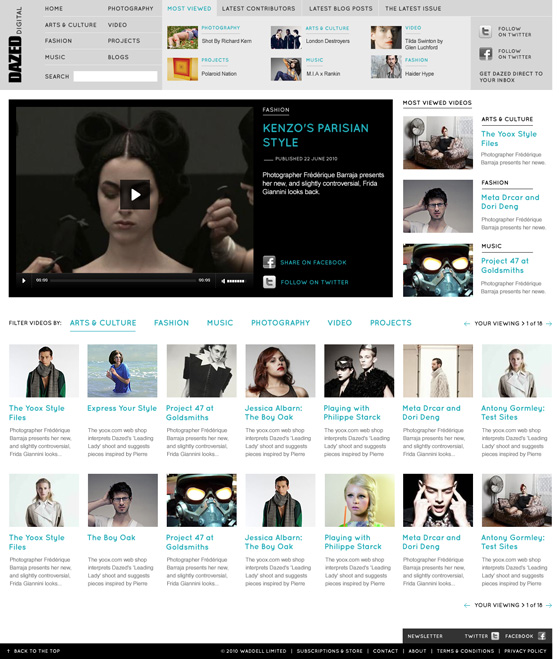 DAZED DIGITAL
HOME
PHOTOGRAPHY
ARTS & CULTURE
VIDEO
FASHION
PROJECTS
MUSIC
BLOGS
SEARCH
MOST VIEWED
LATEST CONTRIBUTORS
LATEST BLOG POSTS
THE LATEST ISSUE
PHOTOGRAPHY
Shot By Richard Kern
ARTS & CULTURE
London Destroyers
VIDEO
Tilda Swinton by
Glen Luchford
PROJECTS
Polaroid Nation
MUSIC
M.I.A x Rankin
FASHION
Haider Hype
FOLLOW
ON TWITTER
FOLLOW
ON TWITTER
GET DAZED DIRECT TO
YOUR INBOX
00:00
00:00
FASHION
KENZO'S PARISIAN
STYLE
PUBLISHED 22 JUNE 2010
Photographer Frédérique Barraja presents
her new, and slightly controversial, Frida
Giannini looks back.
SHARE ON FACEBOOK
FOLLOW ON TWITTER
MOST VIEWED VIDEOS
ARTS & CULTURE
The Yoox Style
Files
Photographer Frédérique
Barraja presents her new.
FASHION
Meta Drcar and
Dori Deng
Photographer Frédérique
Barraja presents her new.
MUSIC
Project 47 at
Goldsmiths
Photographer Frédérique
Barraja presents her new.
FILTER VIDEOS BY:
ARTS & CULTURE
FASHION
MUSIC
PHOTOGRAPHY
VIDEO
PROJECTS
← YOUR VIEWING > 1 of 18 →
The Yoox Style
Files
Photographer Frédérique
Barraja presents her new,
and slightly controversial,
Frida Giannini looks...
Express Your Style
The yoox.com web shop
interprets Dazed's 'Leading
Lady' shoot and suggests
pieces inspired by Pierre
Project 47 at
Goldsmiths
Photographer Frédérique
Barraja presents her new,
and slightly controversial,
Frida Giannini looks...
Jessica Albarn:
The Boy Oak
The yoox.com web shop
interprets Dazed's 'Leading
Lady' shoot and suggests
pieces inspired by Pierre
Playing with
Philippe Starck
The yoox.com web shop
interprets Dazed's 'Leading
Lady' shoot and suggests
pieces inspired by Pierre
Meta Drcar and
Dori Deng
Photographer Frédérique
Barraja presents her new,
and slightly controversial,
Frida Giannini looks...
Antony Gormley:
Test Sites
The yoox.com web shop
interprets Dazed's 'Leading
Lady' shoot and suggests
pieces inspired by Pierre
The Yoox Style
Files
Photographer Frédérique
Barraja presents her new,
and slightly controversial,
Frida Giannini looks...
The Boy Oak
The yoox.com web shop
interprets Dazed's 'Leading
Lady' shoot and suggests
pieces inspired by Pierre
Project 47 at
Goldsmiths
Photographer Frédérique
Barraja presents her new,
and slightly controversial,
Frida Giannini looks...
Jessica Albarn:
The Boy Oak
The yoox.com web shop
interprets Dazed's 'Leading
Lady' shoot and suggests
pieces inspired by Pierre
Playing with
Philippe Starck
The yoox.com web shop
interprets Dazed's 'Leading
Lady' shoot and suggests
pieces inspired by Pierre
Meta Drcar and
Dori Deng
Photographer Frédérique
Barraja presents her new,
and slightly controversial,
Frida Giannini looks...
Antony Gormley:
Test Sites
The yoox.com web shop
interprets Dazed's 'Leading
Lady' shoot and suggests
pieces inspired by Pierre
← YOUR VIEWING > 1 of 18 →
NEWSLETTER
TWITTER
FACEBOOK
↑ BACK TO THE TOP
© 2010 WADDELL LIMITED | SUBSCRIPTIONS & STORE | CONTACT | ABOUT | TERMS & CONDITIONS | PRIVACY POLICY